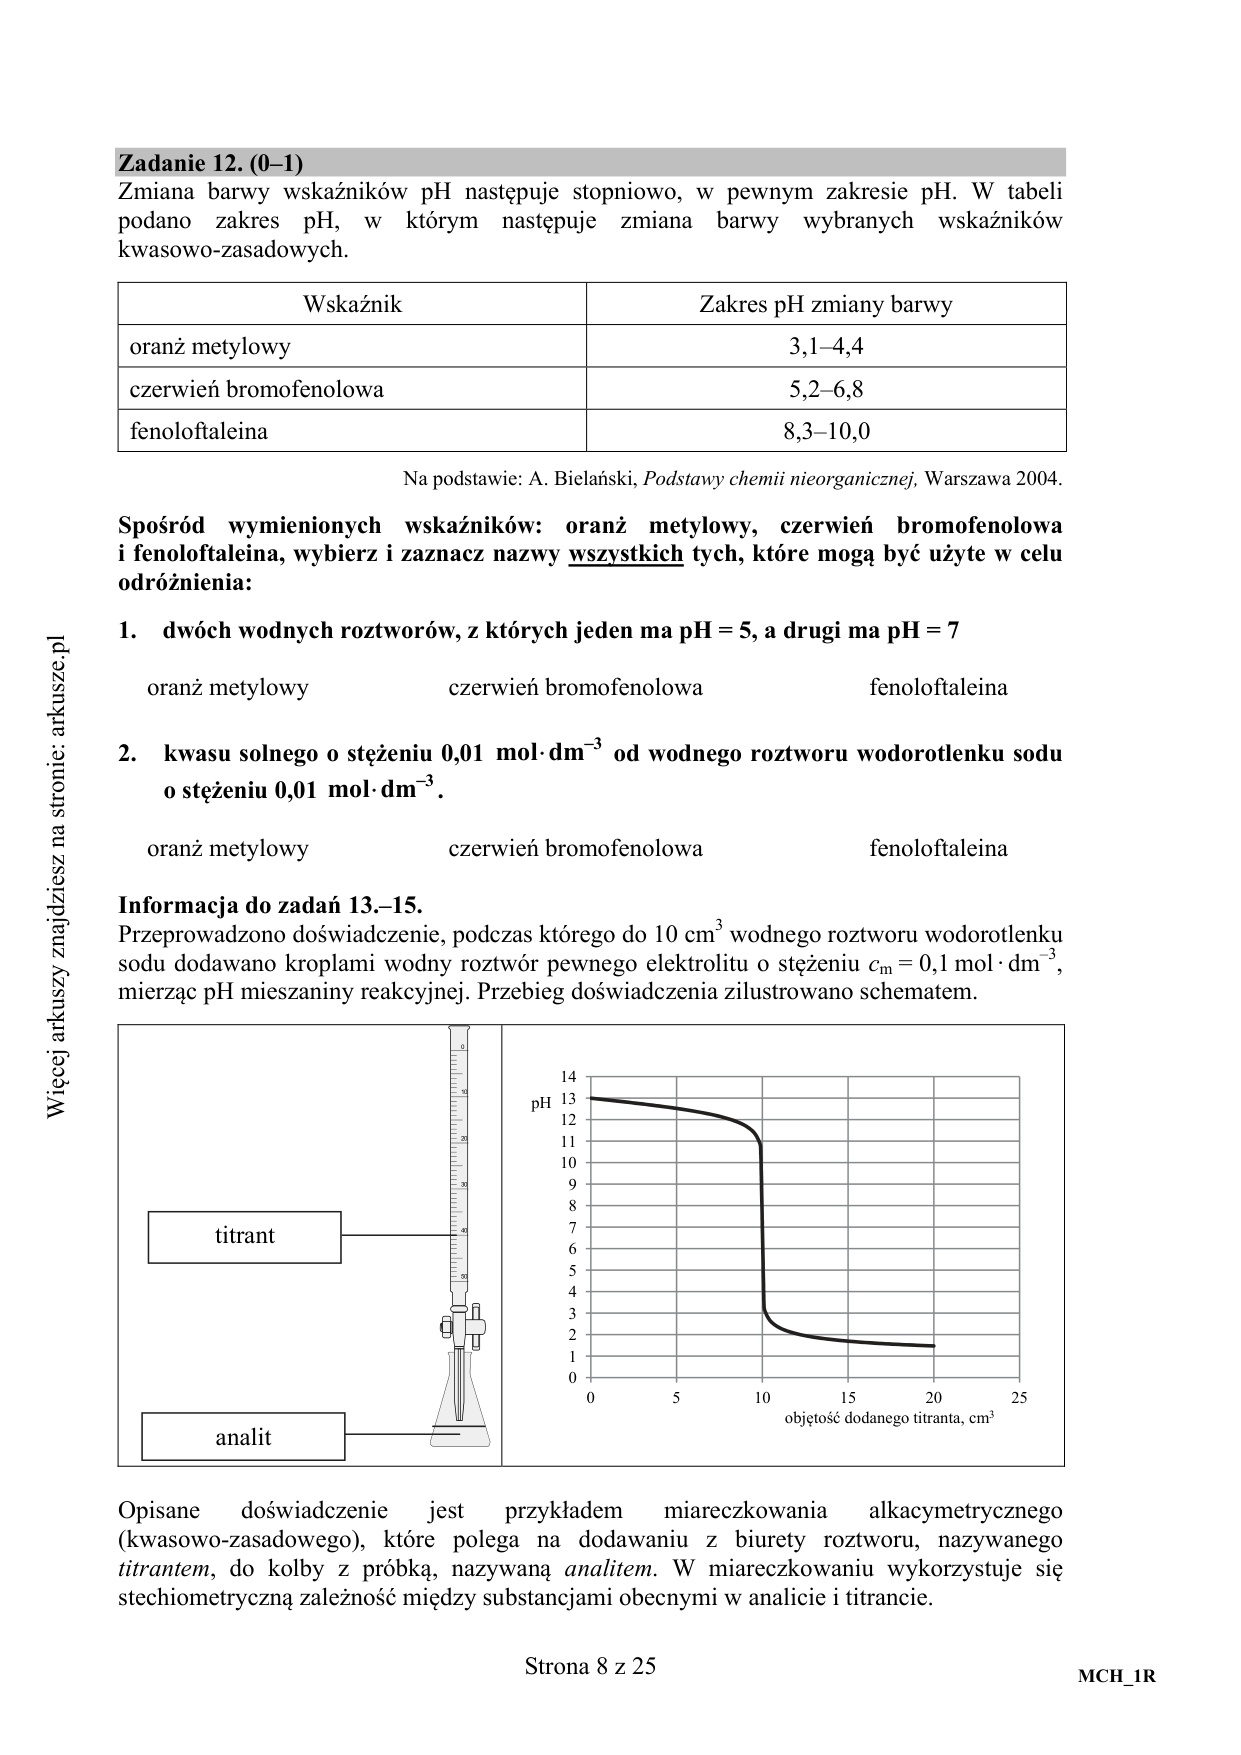 Zadanie 12. (0–1)
Zmiana barwy wskaźników pH następuje stopniowo, w pewnym zakresie pH. W tabeli
podano zakres pH, w którym następuje zmiana barwy wybranych wskaźników
kwasowo-zasadowych.
Wskaźnik Zakres pH zmiany barwy
oranż metylowy 3,1–4,4
czerwień bromofenolowa 5,2–6,8
fenoloftaleina 8,3–10,0
Na podstawie: A. Bielański, Podstawy chemii nieorganicznej, Warszawa 2004.
Spośród wymienionych wskaźników: oranż metylowy, czerwień bromofenolowa
i fenoloftaleina, wybierz i zaznacz nazwy wszystkich tych, które mogą być użyte w celu
odróżnienia:
1. dwóch wodnych roztworów, z których jeden ma pH = 5, a drugi ma pH = 7
oranż metylowy czerwień bromofenolowa fenoloftaleina
2. kwasu solnego o stężeniu 0,01 mol·dm⁻³ od wodnego roztworu wodorotlenku sodu
o stężeniu 0,01 mol·dm⁻³.
oranż metylowy czerwień bromofenolowa fenoloftaleina
Informacja do zadań 13.–15.
Przeprowadzono doświadczenie, podczas którego do 10 cm³ wodnego roztworu wodorotlenku
sodu dodawano kroplami wodny roztwór pewnego elektrolitu o stężeniu cₘ = 0,1 mol·dm⁻³,
mierząc pH mieszaniny reakcyjnej. Przebieg doświadczenia zilustrowano schematem.
0
10
20
30
40
50
titrant
analit
pH
14
13
12
11
10
9
8
7
6
5
4
3
2
1
0
0 5 10 15 20 25
objętość dodanego titranta, cm³
Opisane doświadczenie jest przykładem miareczkowania alkacymetrycznego
(kwasowo-zasadowego), które polega na dodawaniu z biurety roztworu, nazywanego
titrantem, do kolby z próbką, nazywaną analitem. W miareczkowaniu wykorzystuje się
stechiometryczną zależność między substancjami obecnymi w analicie i titrancie.
Strona 8 z 25
MCH_1R
Więcej arkuszy znajdziesz na stronie: arkusze.pl